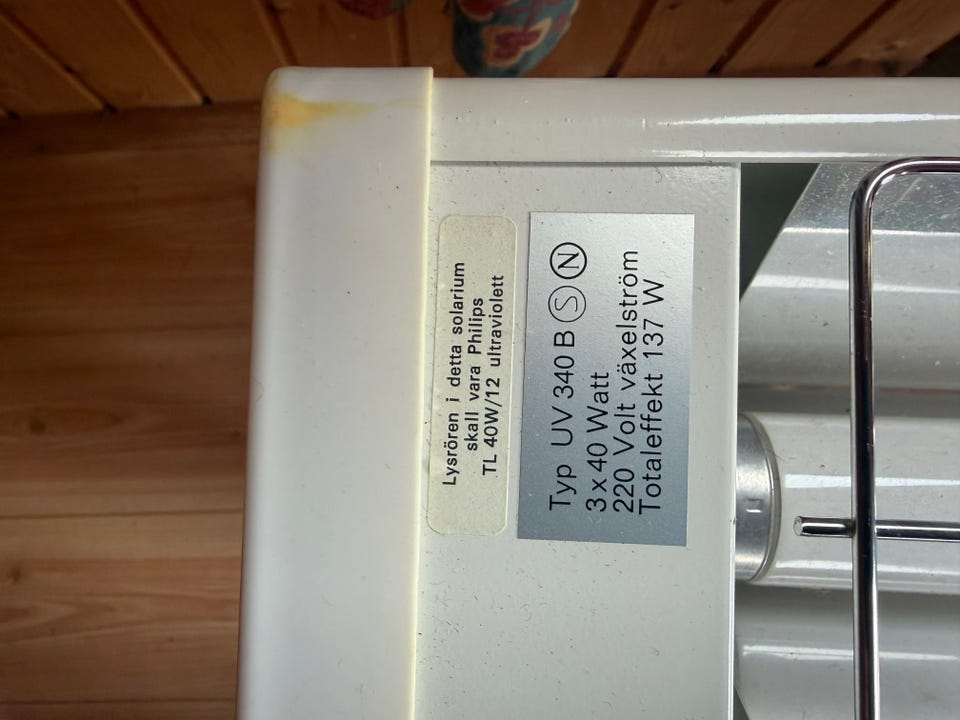 Lysrören i detta solarium
skall vara Philips
TL 40W/12 ultraviolett
Typ UV 340 B Ⓢ Ⓝ
3 x 40 Watt
220 Volt växelström
Totaleffekt 137 W